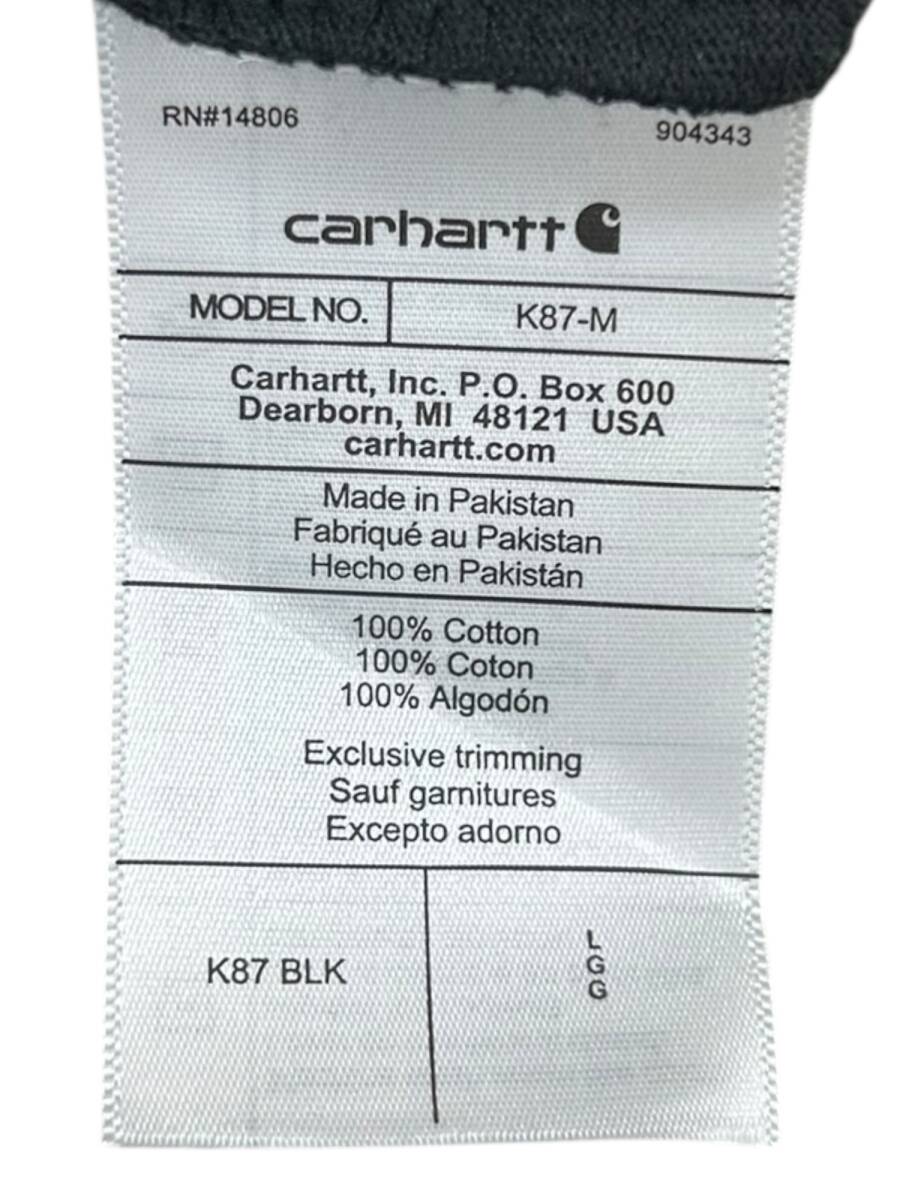 RN#14806 904343
carhartt
MODEL NO. K87-M
Carhartt, Inc. P.O. Box 600
Dearborn, MI 48121 USA
carhartt.com
Made in Pakistan
Fabriqué au Pakistan
Hecho en Pakistán
100% Cotton
100% Coton
100% Algodón
Exclusive trimming
Sauf garnitures
Excepto adorno
K87 BLK
L
G
G